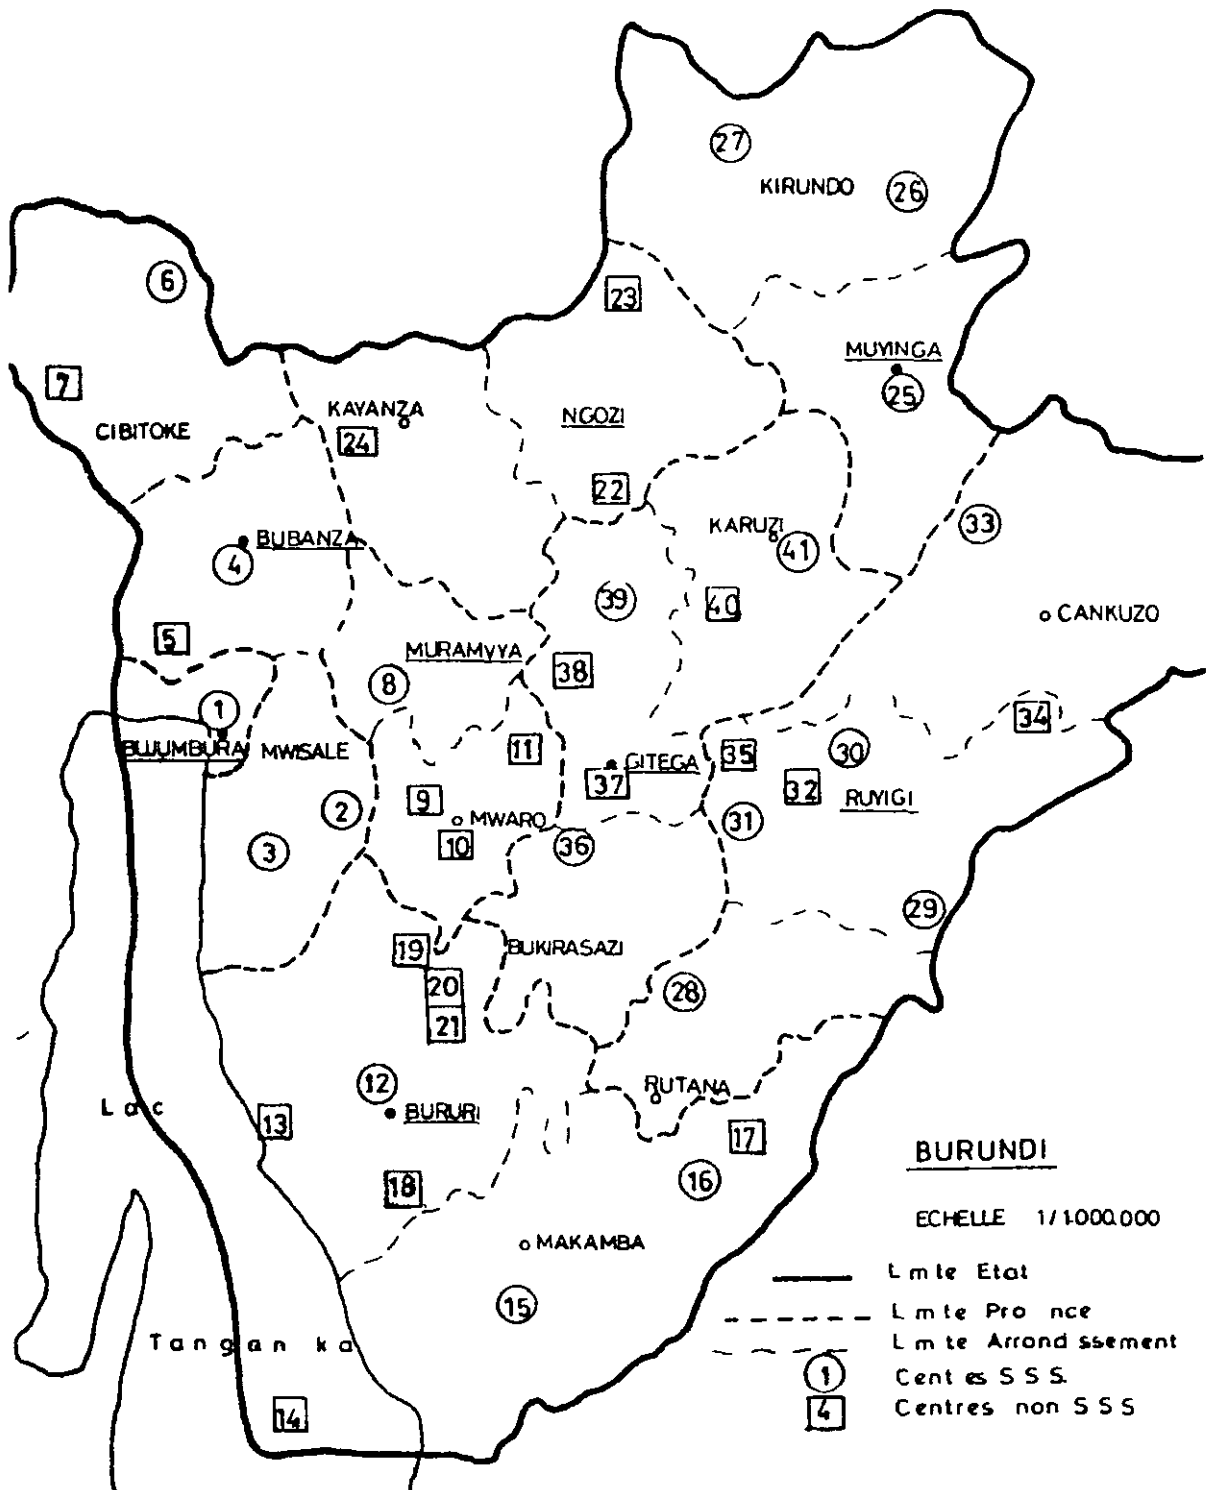 27
KIRUNDO
26
6
23
MUYINGA
25
7
KAYANZA
NGOZI
CIBITOKE
24
22
KARUZI
33
BUBANZA
4
41
39
40
CANKUZO
5
MURAMVYA
38
8
1
34
BUJUMBURA
MWISALE
11
35
30
GITEGA
37
32
RUYIGI
9
2
MWARO
31
10
36
3
29
19
BUKIRASAZI
20
28
21
12
RUTANA
Lac
BURURI
13
17
BURUNDI
18
16
ECHELLE 1/1.000.000
MAKAMBA
L m te Etat
15
L m te Pro nce
Tangan ka
L m te Arrond ssement
1 Cent es S S S.
14
4 Centres non S S S